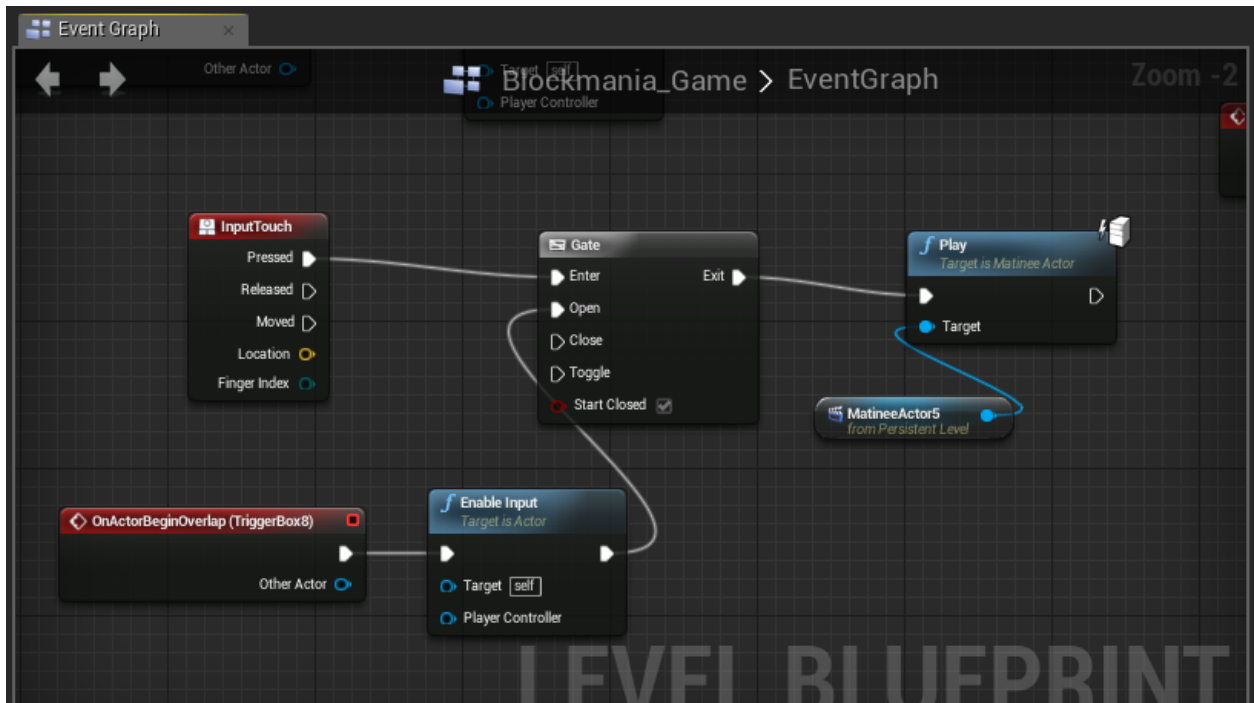 Event Graph
Other Actor
Target self
Player Controller
Blockmania_Game > EventGraph
Zoom -2
InputTouch
Pressed
Released
Moved
Location
Finger Index
Gate
Enter
Exit
Open
Close
Toggle
Start Closed
Play
Target is Matinee Actor
Target
MatineeActor5
from Persistent Level
OnActorBeginOverlap (TriggerBox8)
Other Actor
Enable Input
Target is Actor
Target self
Player Controller
LEVEL BLUEPRINT